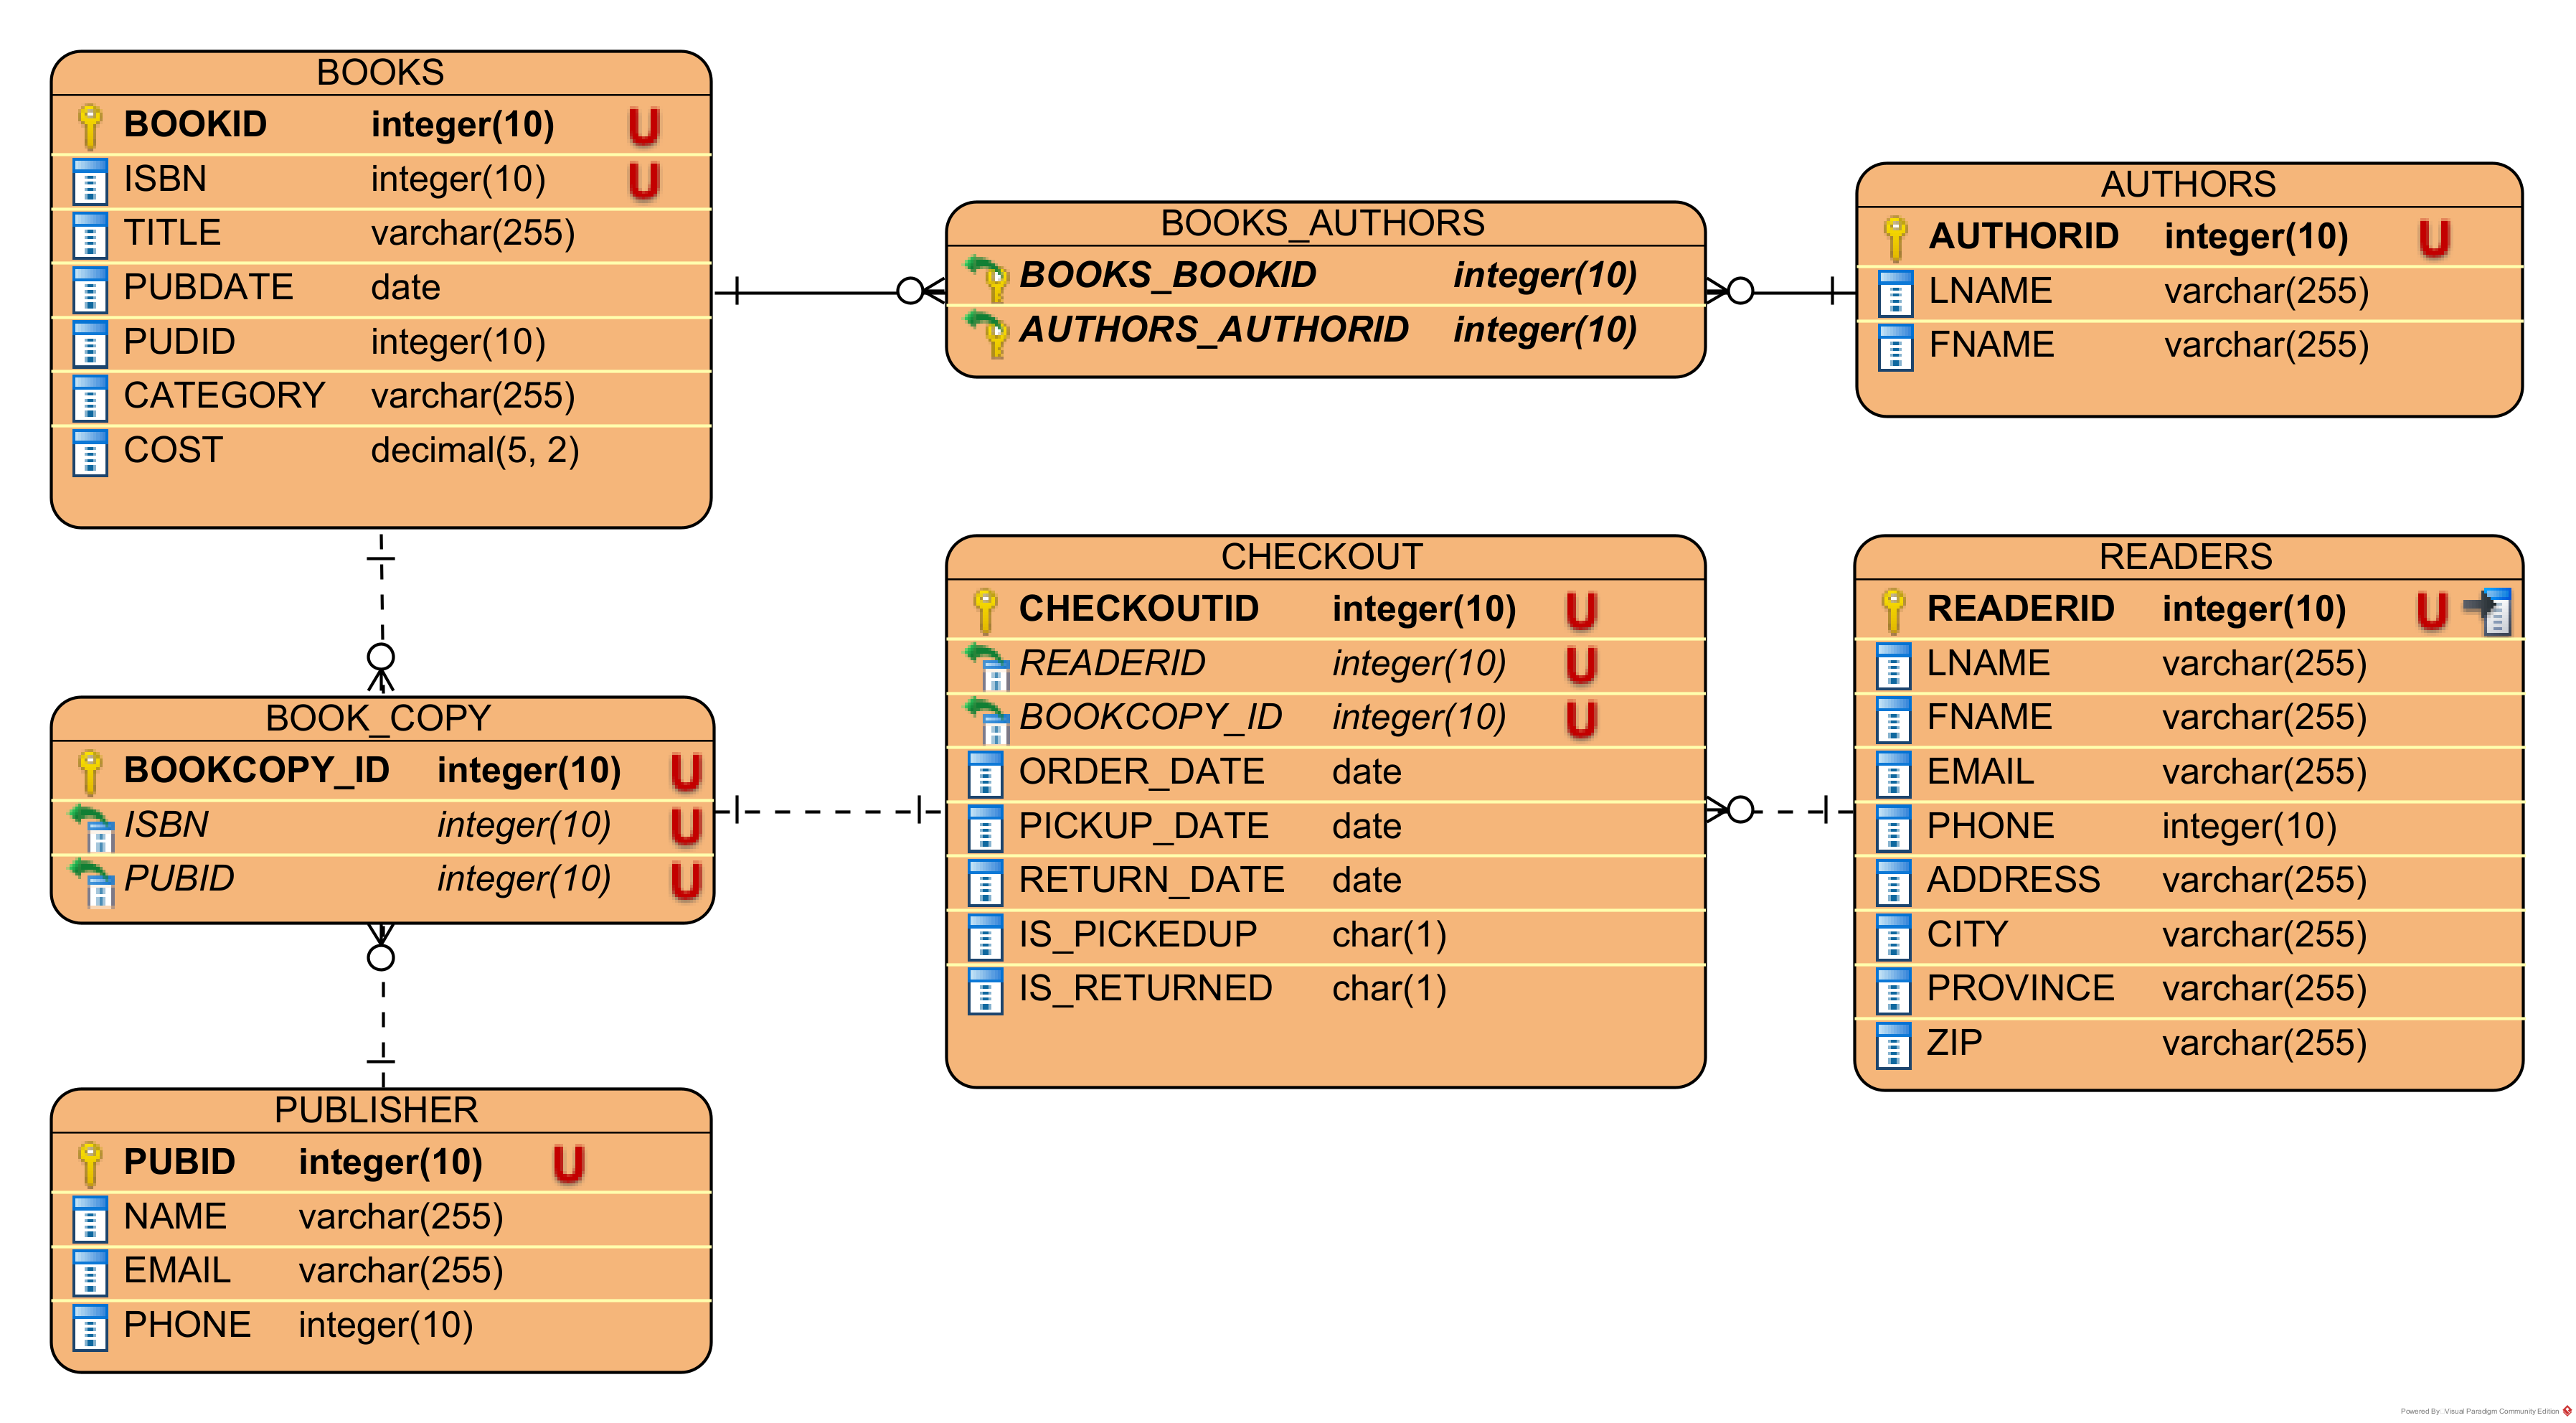 BOOKS
BOOKID integer(10) U
ISBN integer(10) U
TITLE varchar(255)
PUBDATE date
PUDID integer(10)
CATEGORY varchar(255)
COST decimal(5, 2)
BOOKS_AUTHORS
BOOKS_BOOKID integer(10)
AUTHORS_AUTHORID integer(10)
AUTHORS
AUTHORID integer(10) U
LNAME varchar(255)
FNAME varchar(255)
BOOK_COPY
BOOKCOPY_ID integer(10) U
ISBN integer(10) U
PUBID integer(10) U
CHECKOUT
CHECKOUTID integer(10) U
READERID integer(10) U
BOOKCOPY_ID integer(10) U
ORDER_DATE date
PICKUP_DATE date
RETURN_DATE date
IS_PICKEDUP char(1)
IS_RETURNED char(1)
READERS
READERID integer(10) U
LNAME varchar(255)
FNAME varchar(255)
EMAIL varchar(255)
PHONE integer(10)
ADDRESS varchar(255)
CITY varchar(255)
PROVINCE varchar(255)
ZIP varchar(255)
PUBLISHER
PUBID integer(10) U
NAME varchar(255)
EMAIL varchar(255)
PHONE integer(10)
Powered By: Visual Paradigm Community Edition